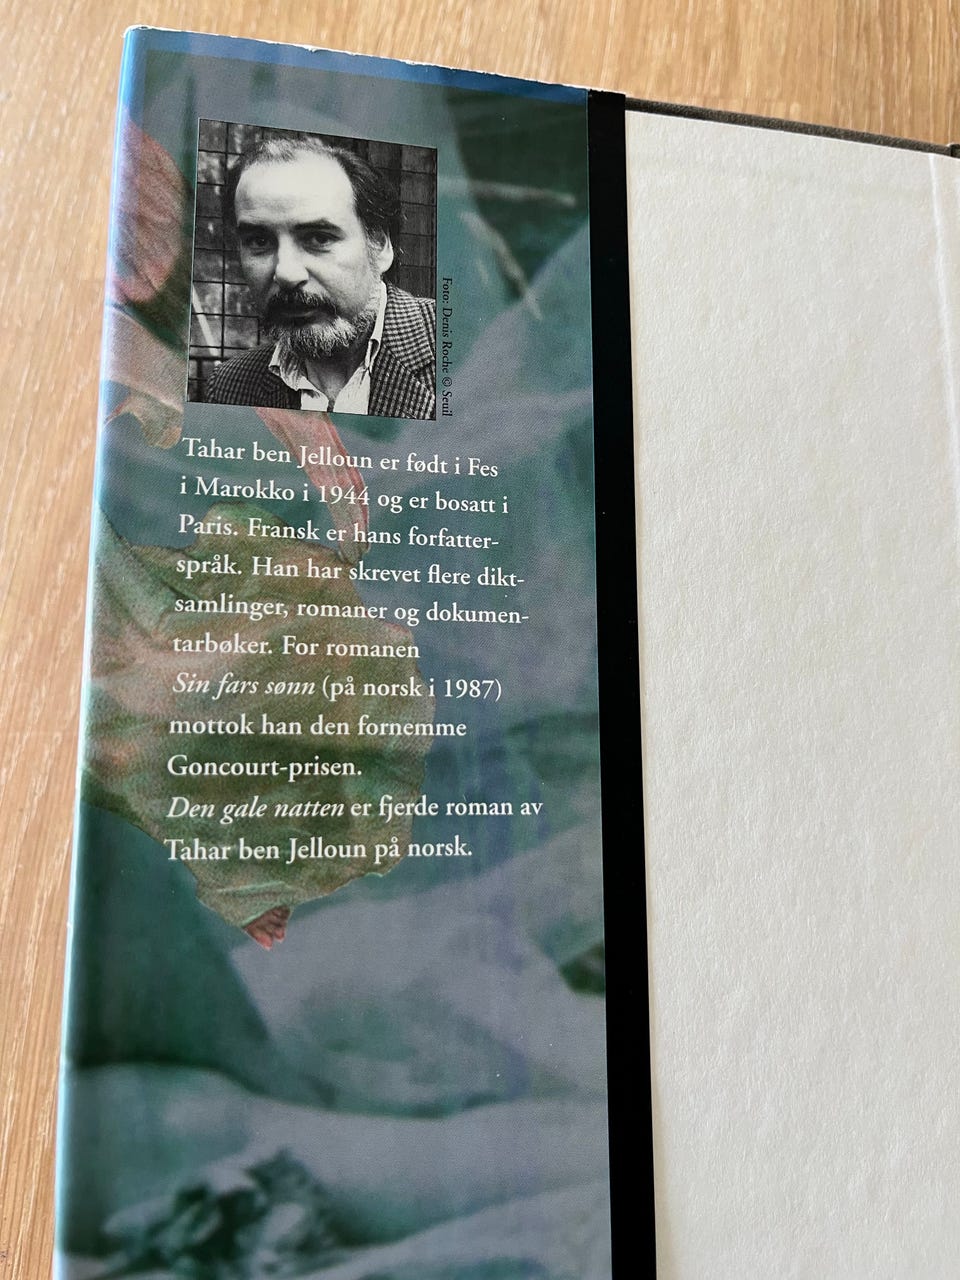 Foto: Denis Roche © Seuil
Tahar ben Jelloun er født i Fes
i Marokko i 1944 og er bosatt i
Paris. Fransk er hans forfatter-
språk. Han har skrevet flere dikt-
samlinger, romaner og dokumen-
tarbøker. For romanen
Sin fars sønn (på norsk i 1987)
mottok han den fornemme
Goncourt-prisen.
Den gale natten er fjerde roman av
Tahar ben Jelloun på norsk.